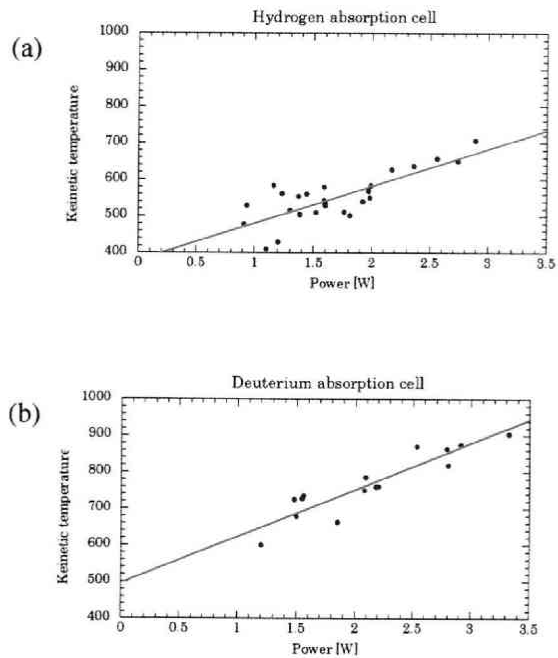 Hydrogen absorption cell
(a)
1000
900
800
700
600
500
400
Keinetic temperature
0 0.5 1 1.5 2 2.5 3 3.5
Power [W]
Deuterium absorption cell
(b)
1000
900
800
700
600
500
400
Keinetic temperature
0 0.5 1 1.5 2 2.5 3 3.5
Power [W]